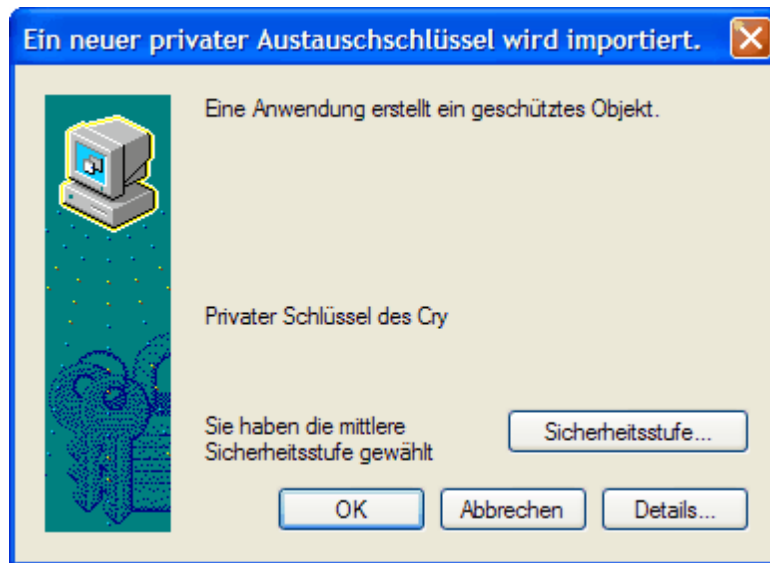 Ein neuer privater Austauschschlüssel wird importiert.
Eine Anwendung erstellt ein geschütztes Objekt.
Privater Schlüssel des Cry
Sie haben die mittlere
Sicherheitsstufe gewählt
Sicherheitsstufe...
OK
Abbrechen
Details...